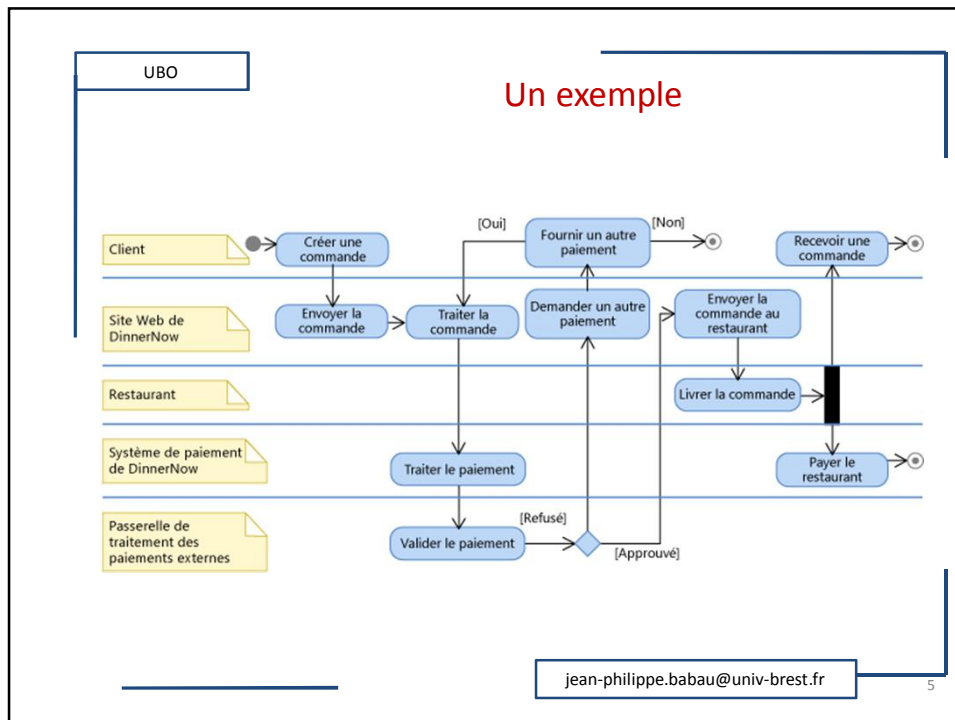 UBO
Un exemple
Client
Créer une
commande
[Oui]
Fournir un autre
paiement
[Non]
Recevoir une
commande
Site Web de
DinnerNow
Envoyer la
commande
Traiter la
commande
Demander un autre
paiement
Envoyer la
commande au
restaurant
Restaurant
Livrer la commande
Système de paiement
de DinnerNow
Traiter le paiement
Payer le
restaurant
Passerelle de
traitement des
paiements externes
Valider le paiement
[Refusé]
[Approuvé]
jean-philippe.babau@univ-brest.fr
5